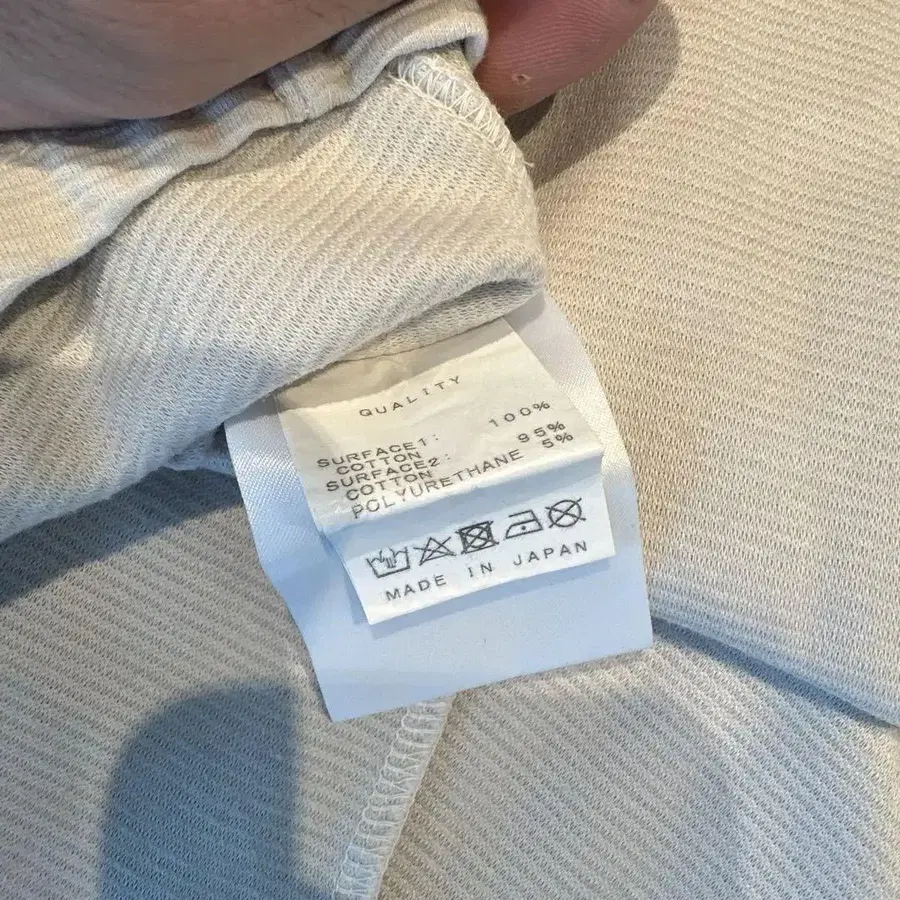 QUALITY
SURFACE1:
COTTON 100%
SURFACE2:
COTTON 95%
POLYURETHANE 5%
MADE IN JAPAN